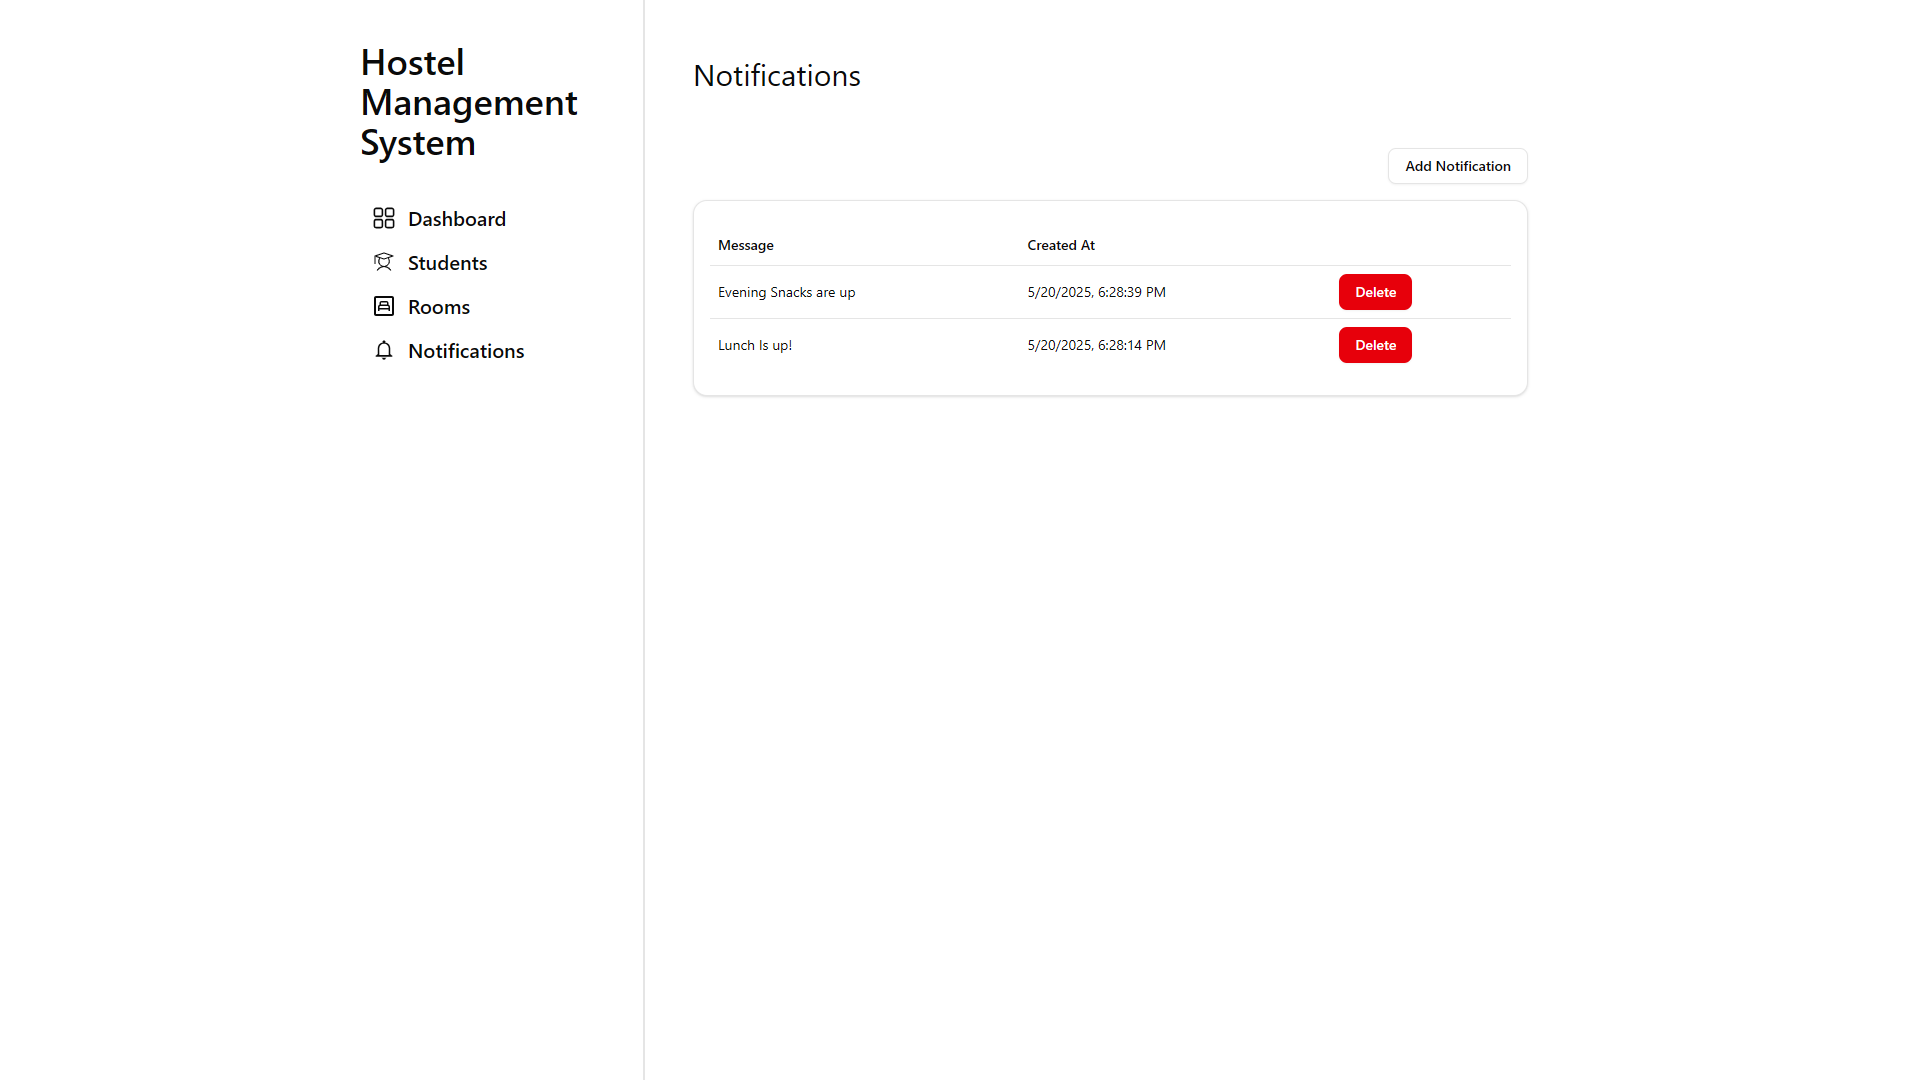 Hostel
Management
System
Dashboard
Students
Rooms
Notifications
Notifications
Add Notification
Message Created At
Evening Snacks are up 5/20/2025, 6:28:39 PM Delete
Lunch Is up! 5/20/2025, 6:28:14 PM Delete